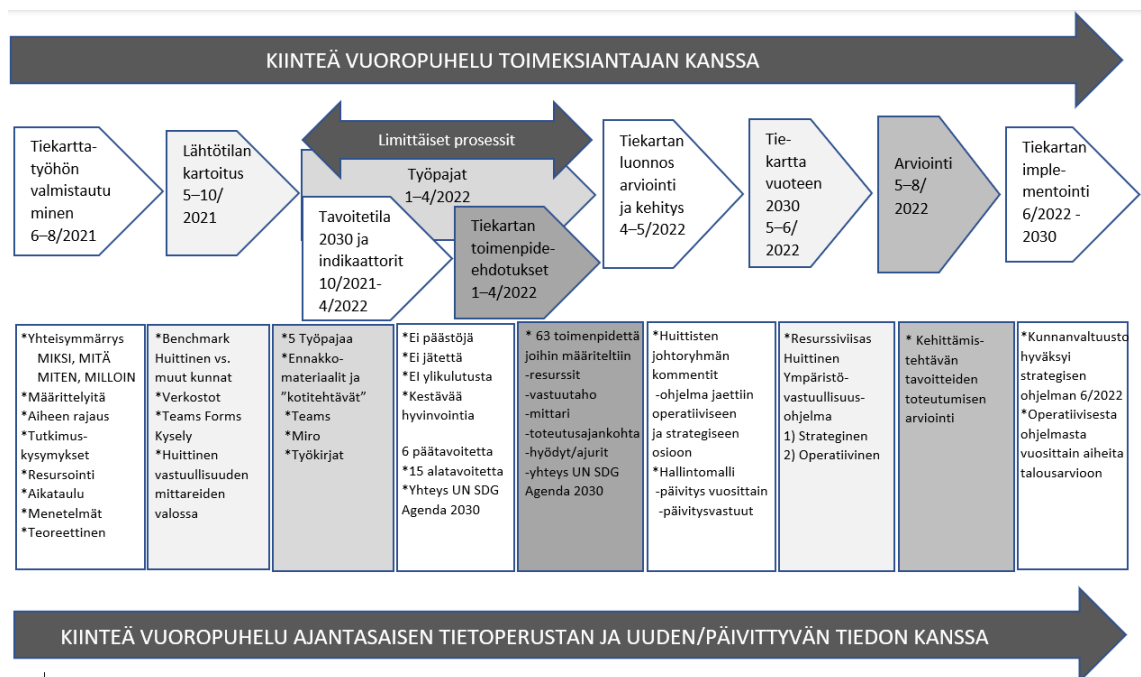 KIINTEÄ VUOROPUHELU TOIMEKSIANTAJAN KANSSA
Tiekartta-
työhön
valmistautu
minen
6–8/2021
Lähtötilan
kartoitus
5–10/
2021
Limittäiset prosessit
Työpajat
1–4/2022
Tavoitetila
2030 ja
indikaattorit
10/2021-
4/2022
Tiekartan
toimenpide-
ehdotukset
1–4/2022
Tiekartan
luonnos
arviointi
ja kehitys
4–5/2022
Tie-
kartta
vuoteen
2030
5–6/
2022
Arviointi
5–8/
2022
Tiekartan
imple-
mentointi
6/2022 -
2030
*Yhteisymmärrys
MIKSI, MITÄ
MITEN, MILLOIN
*Määrittelyitä
*Aiheen rajaus
*Tutkimus-
kysymykset
*Resursointi
*Aikataulu
*Menetelmät
*Teoreettinen
*Benchmark
Huittinen vs.
muut kunnat
*Verkostot
*Teams Forms
Kysely
*Huittinen
vastuullisuuden
mittareiden
valossa
*5 Työpajaa
*Ennakko-
materiaalit ja
”kotitehtävät”
*Teams
*Miro
*Työkirjat
*Ei päästöjä
*Ei jätettä
*EI ylikulutusta
*Kestävää
hyvinvointia
6 päätavoitetta
*15 alatavoitetta
*Yhteys UN SDG
Agenda 2030
* 63 toimenpidettä
joihin määriteltiin
-resurssit
-vastuutaho
-mittari
-toteutusajankohta
-hyödyt/ajurit
-yhteys UN SDG
Agenda 2030
*Huittisten
johtoryhmän
kommentit
-ohjelma jaettiin
operatiiviseen
ja strategiseen
osioon
*Hallintomalli
-päivitys vuosittain
-päivitysvastuut
*Resurssiviisas
Huittinen
Ympäristö-
vastuullisuus-
ohjelma
1) Strateginen
2) Operatiivinen
* Kehittämis-
tehtävän
tavoitteiden
toteutumisen
arviointi
*Kunnanvaltuusto
hyväksyi
strategisen
ohjelman 6/2022
*Operatiivisesta
ohjelmasta
vuosittain aiheita
talousarvioon
KIINTEÄ VUOROPUHELU AJANTASAISEN TIETOPERUSTAN JA UUDEN/PÄIVITTYVÄN TIEDON KANSSA